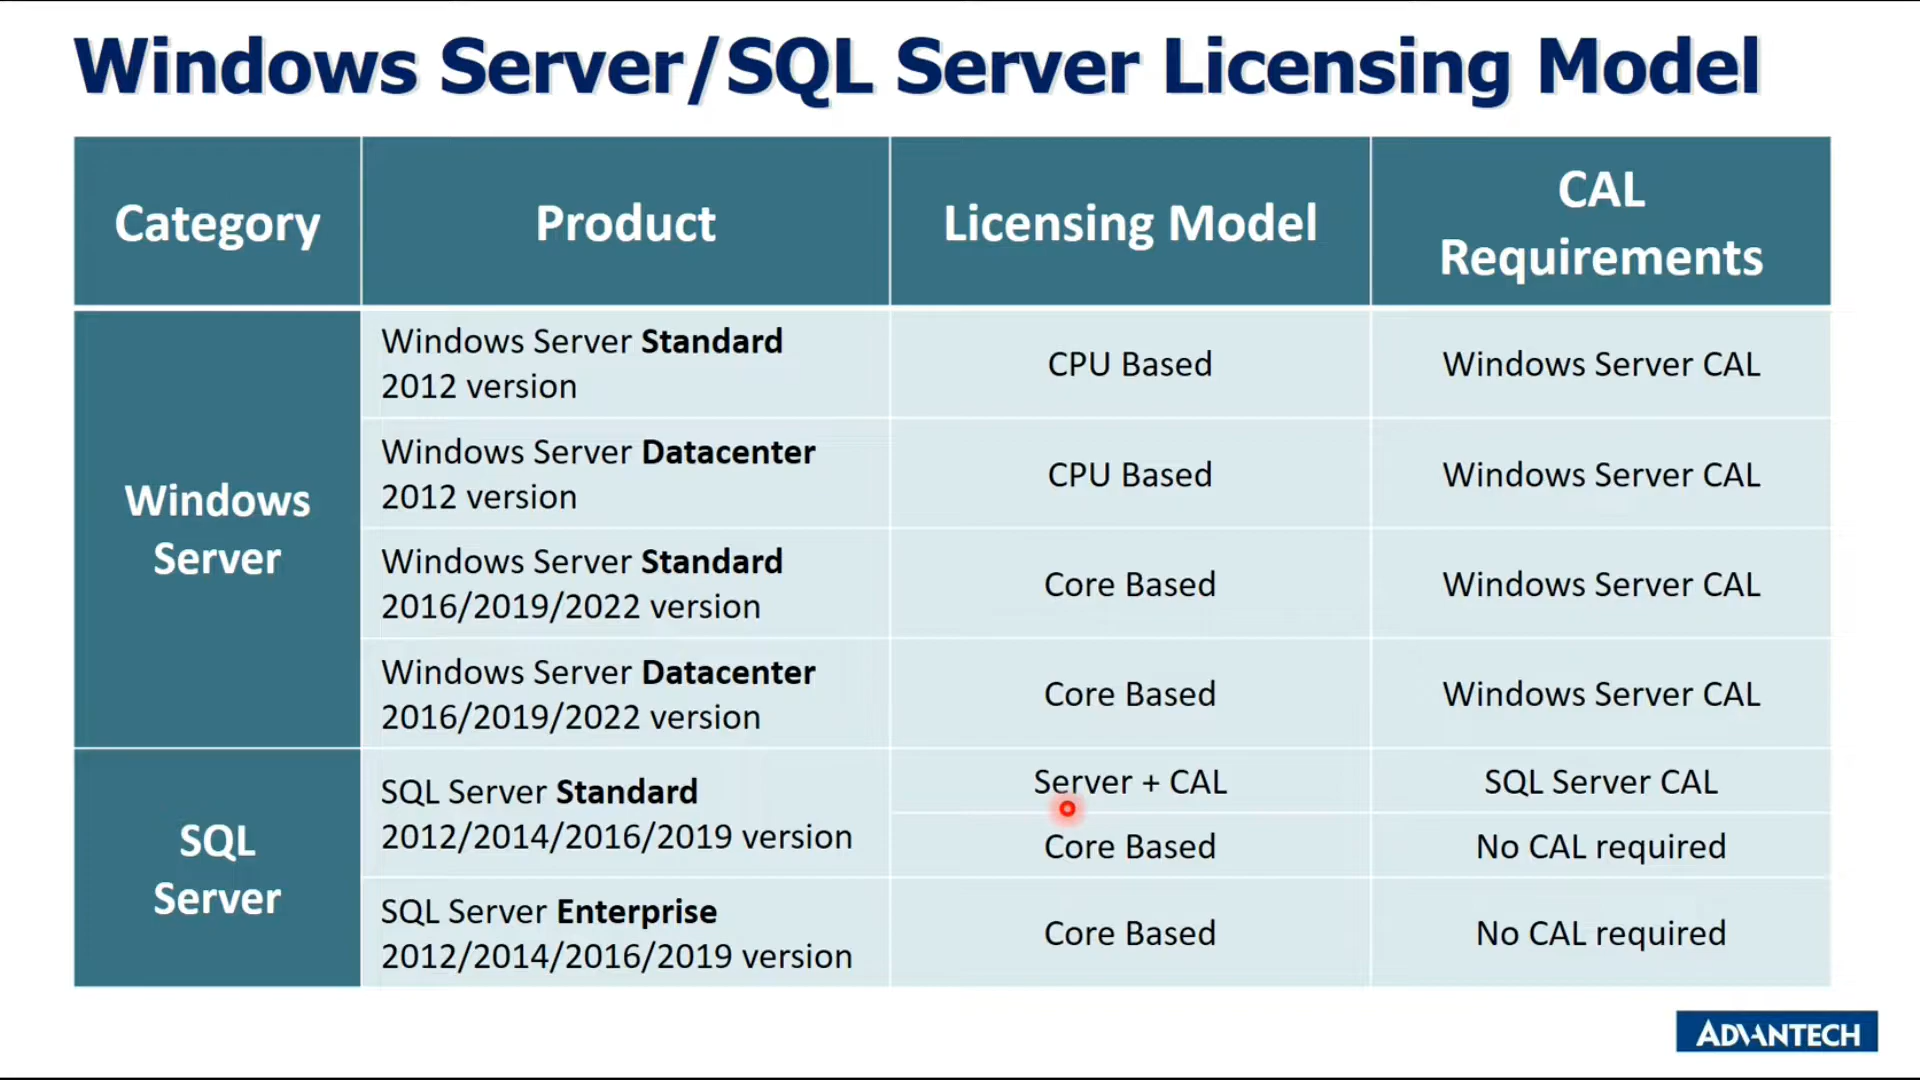 Windows Server/SQL Server Licensing Model
Category
Product
Licensing Model
CAL
Requirements
Windows
Server
Windows Server Standard
2012 version
CPU Based
Windows Server CAL
Windows Server Datacenter
2012 version
CPU Based
Windows Server CAL
Windows Server Standard
2016/2019/2022 version
Core Based
Windows Server CAL
Windows Server Datacenter
2016/2019/2022 version
Core Based
Windows Server CAL
SQL
Server
SQL Server Standard
2012/2014/2016/2019 version
Server + CAL
SQL Server CAL
Core Based
No CAL required
SQL Server Enterprise
2012/2014/2016/2019 version
Core Based
No CAL required
ADVANTECH